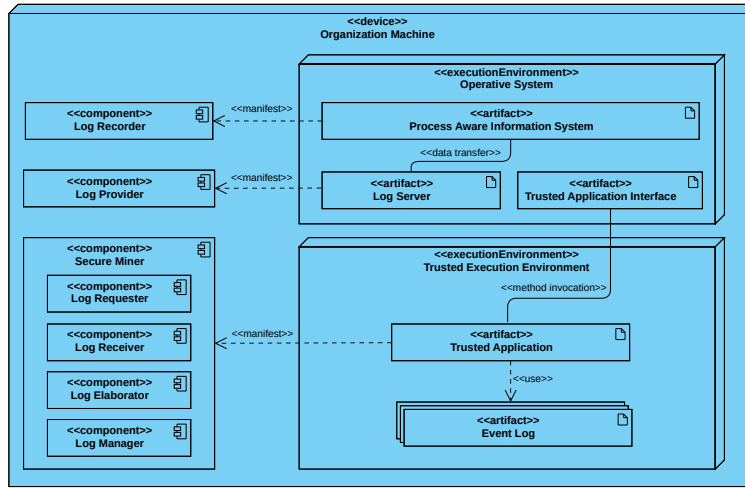 <<device>>
Organization Machine
<<executionEnvironment>>
Operative System
<<component>>
Log Recorder
<<manifest>>
<<artifact>>
Process Aware Information System
<<data transfer>>
<<component>>
Log Provider
<<manifest>>
<<artifact>>
Log Server
<<artifact>>
Trusted Application Interface
<<component>>
Secure Miner
<<executionEnvironment>>
Trusted Execution Environment
<<component>>
Log Requester
<<method invocation>>
<<component>>
Log Receiver
<<manifest>>
<<artifact>>
Trusted Application
<<component>>
Log Elaborator
<<use>>
<<component>>
Log Manager
<<artifact>>
Event Log